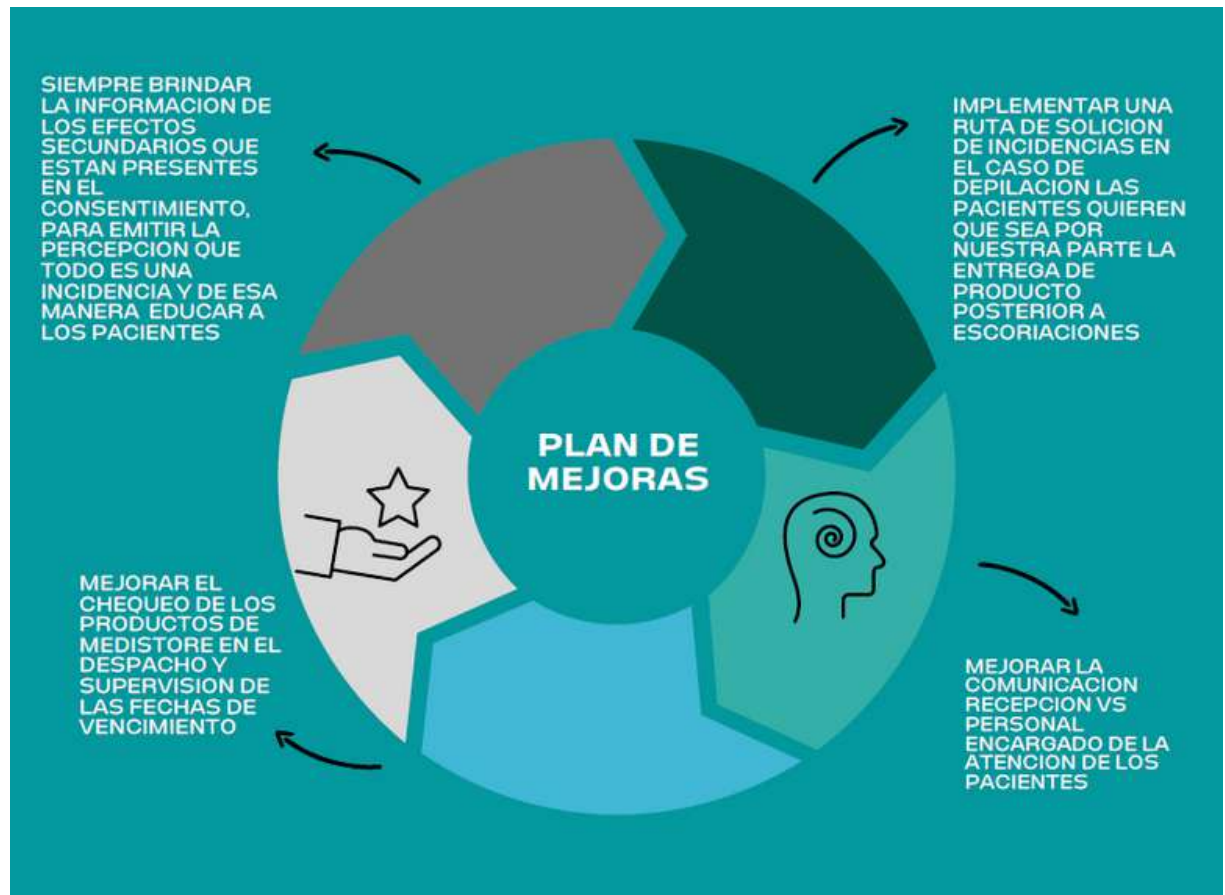 SIEMPRE BRINDAR
LA INFORMACION DE
LOS EFECTOS
SECUNDARIOS QUE
ESTAN PRESENTES
EN EL
CONSENTIMIENTO,
PARA EMITIR LA
PERCEPCION QUE
TODO ES UNA
INCIDENCIA Y DE ESA
MANERA EDUCAR A
LOS PACIENTES
IMPLEMENTAR UNA
RUTA DE SOLICION
DE INCIDENCIAS EN
EL CASO DE
DEPILACION LAS
PACIENTES QUIEREN
QUE SEA POR
NUESTRA PARTE LA
ENTREGA DE
PRODUCTO
POSTERIOR A
ESCORIACIONES
PLAN DE
MEJORAS
MEJORAR EL
CHEQUEO DE LOS
PRODUCTOS DE
MEDISTORE EN EL
DESPACHO Y
SUPERVISION DE
LAS FECHAS DE
VENCIMIENTO
MEJORAR LA
COMUNICACION
RECEPCION VS
PERSONAL
ENCARGADO DE LA
ATENCION DE LOS
PACIENTES